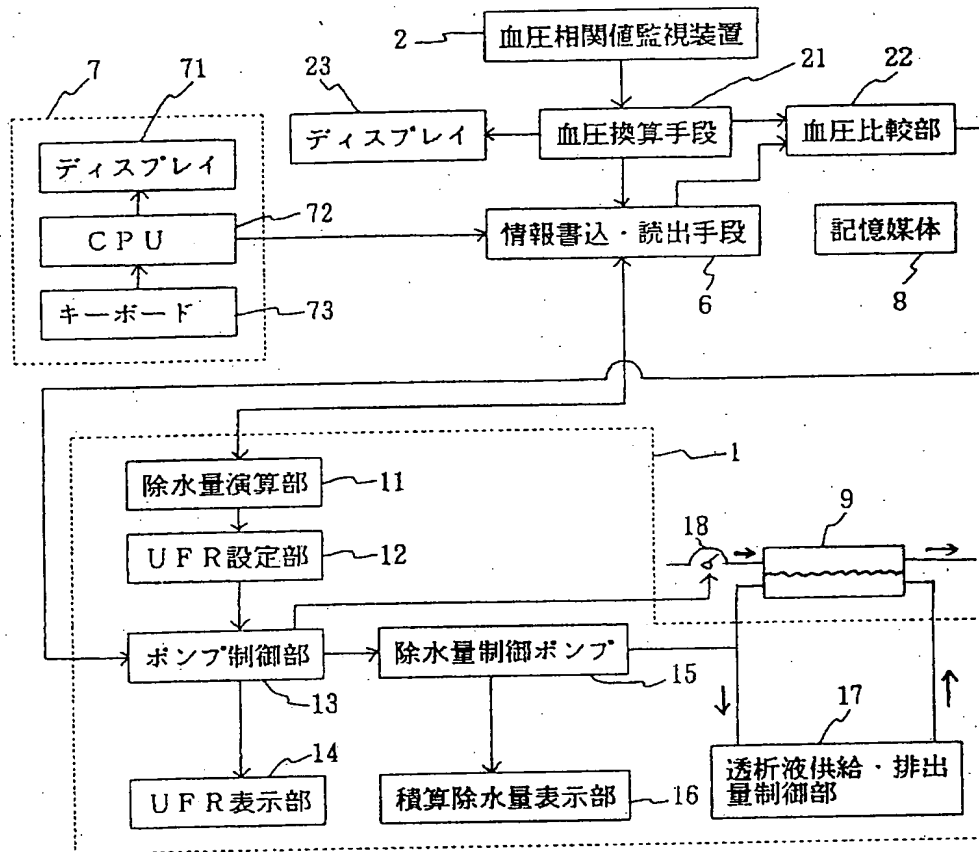 2
血圧相関値監視装置
7
71
23
21
22
ディスプレイ
ディスプレイ
血圧換算手段
血圧比較部
72
CPU
情報書込・読出手段
記憶媒体
キーボード
73
6
8
1
除水量演算部
11
18
9
UFR設定部
12
ポンプ制御部
除水量制御ポンプ
13
15
17
14
UFR表示部
積算除水量表示部
16
透析液供給・排出
量制御部